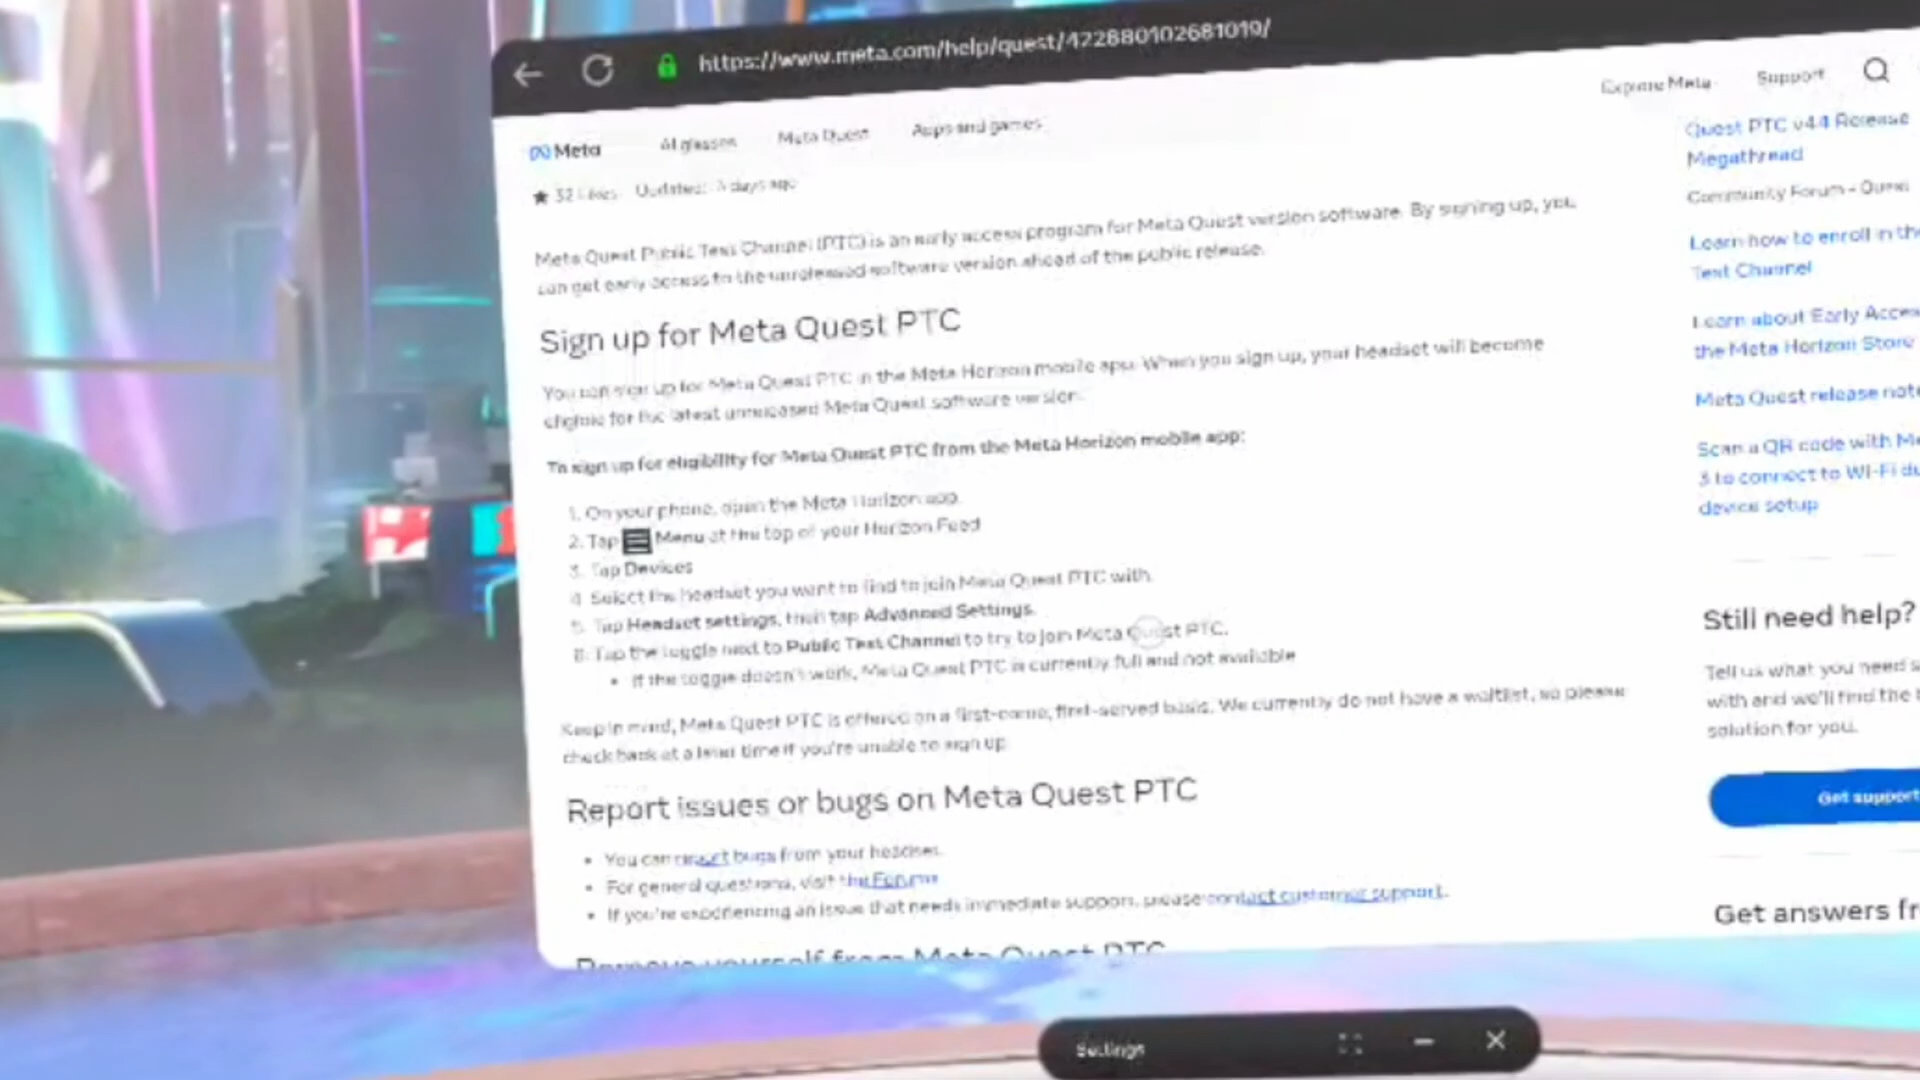 https://www.meta.com/help/quest/422880102681019/
Explore Meta Support
Meta AI glasses Meta Quest Apps and games
Quest PTC v44 Release
Megathread
Community Forum - Quest
★ 32 Likes Updated: days ago
Meta Quest Public Test Channel (PTC) is an early access program for Meta Quest version software. By signing up, you
can get early access to the unreleased software version ahead of the public release.
Learn how to enroll in the
Test Channel
Sign up for Meta Quest PTC
Learn about Early Access
the Meta Horizon Store
You can sign up for Meta Quest PTC in the Meta Horizon mobile app. When you sign up, your headset will become
eligible for the latest unreleased Meta Quest software version.
Meta Quest release note
To sign up for eligibility for Meta Quest PTC from the Meta Horizon mobile app:
Scan a QR code with Me
3 to connect to Wi-Fi du
device setup
1. On your phone, open the Meta Horizon app.
2. Tap Menu at the top of your Horizon Feed
3. Tap Devices
4. Select the headset you want to find to join Meta Quest PTC with.
5. Tap Headset settings, then tap Advanced Settings.
6. Tap the toggle next to Public Test Channel to try to join Meta Quest PTC.
• If the toggle doesn't work, Meta Quest PTC is currently full and not available
Keep in mind, Meta Quest PTC is offered on a first-come, first-served basis. We currently do not have a waitlist, so please
check back at a later time if you're unable to sign up
Still need help?
Tell us what you need s
with and we'll find the b
solution for you.
Get support
Report issues or bugs on Meta Quest PTC
• You can report bugs from your headset.
• For general questions, visit the Forums
• If you're experiencing an issue that needs immediate support, please contact customer support.
Get answers fr
Remove yourself from Meta Quest PTC
Settings